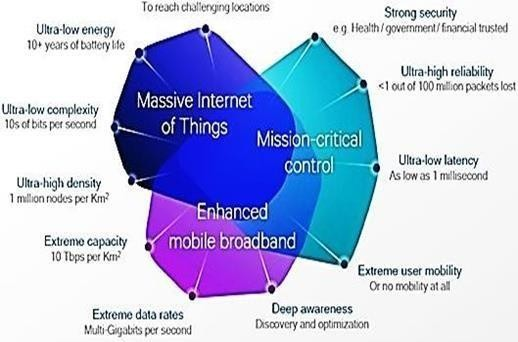 To reach challenging locations
Ultra-low energy
10+ years of battery life
Strong security
e.g. Health / government / financial trusted
Ultra-high reliability
<1 out of 100 million packets lost
Massive Internet
of Things
Ultra-low complexity
10s of bits per second
Mission-critical
control
Ultra-low latency
As low as 1 millisecond
Ultra-high density
1 million nodes per Km²
Enhanced
mobile broadband
Extreme capacity
10 Tbps per Km²
Extreme user mobility
Or no mobility at all
Extreme data rates
Multi-Gigabits per second
Deep awareness
Discovery and optimization